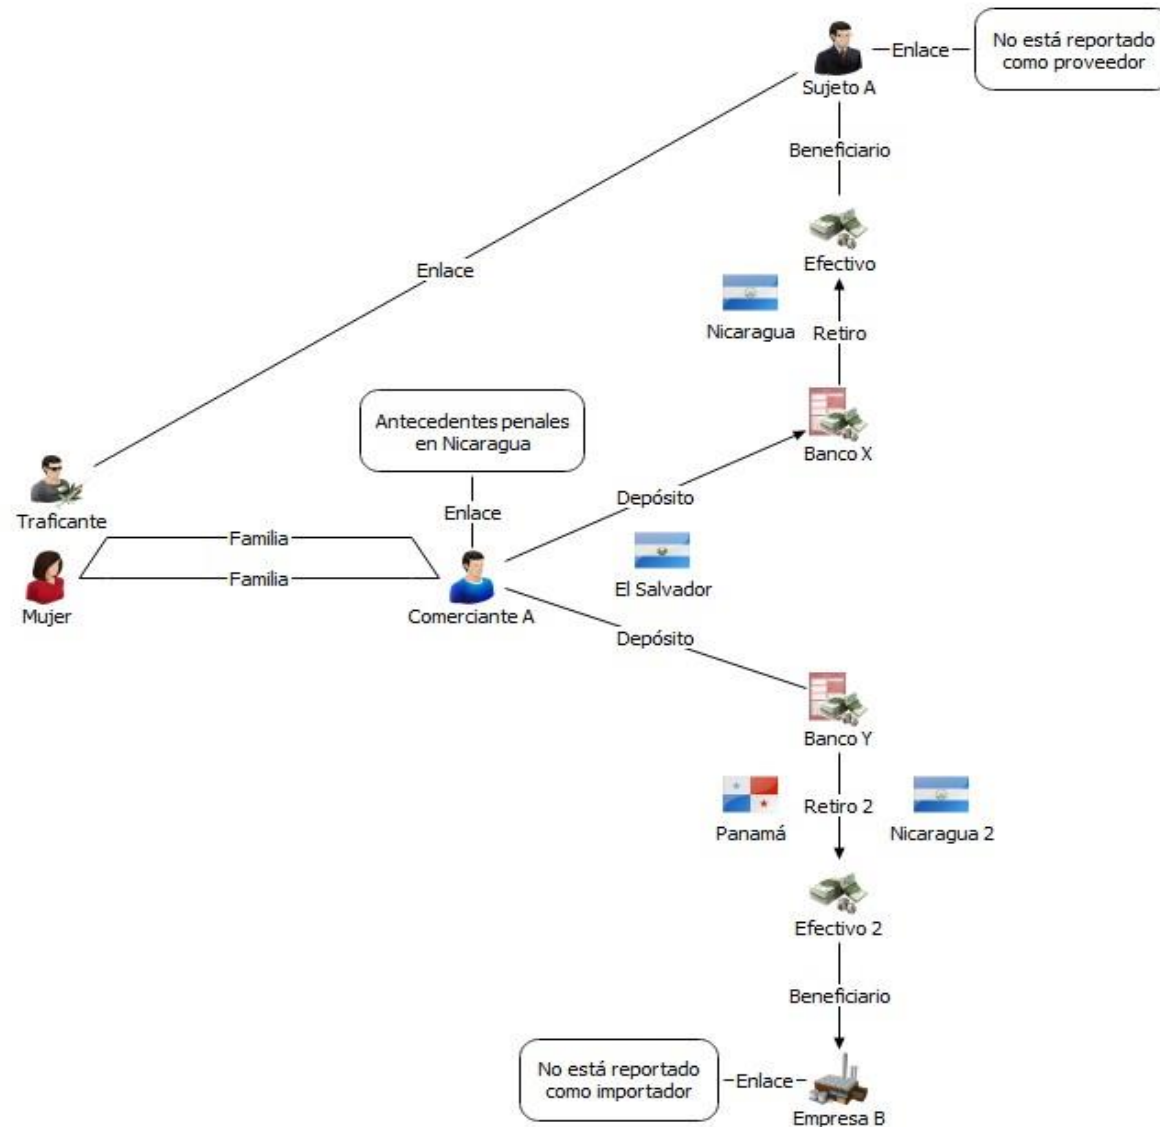 Enlace
No está reportado
como proveedor
Sujeto A
Beneficiario
Efectivo
Enlace
Nicaragua
Retiro
Antecedentes penales
en Nicaragua
Banco X
Depósito
Enlace
Traficante
Familia
Familia
El Salvador
Mujer
Comerciante A
Depósito
Banco Y
Retiro 2
Panamá
Nicaragua 2
Efectivo 2
Beneficiario
No está reportado
como importador
Enlace
Empresa B